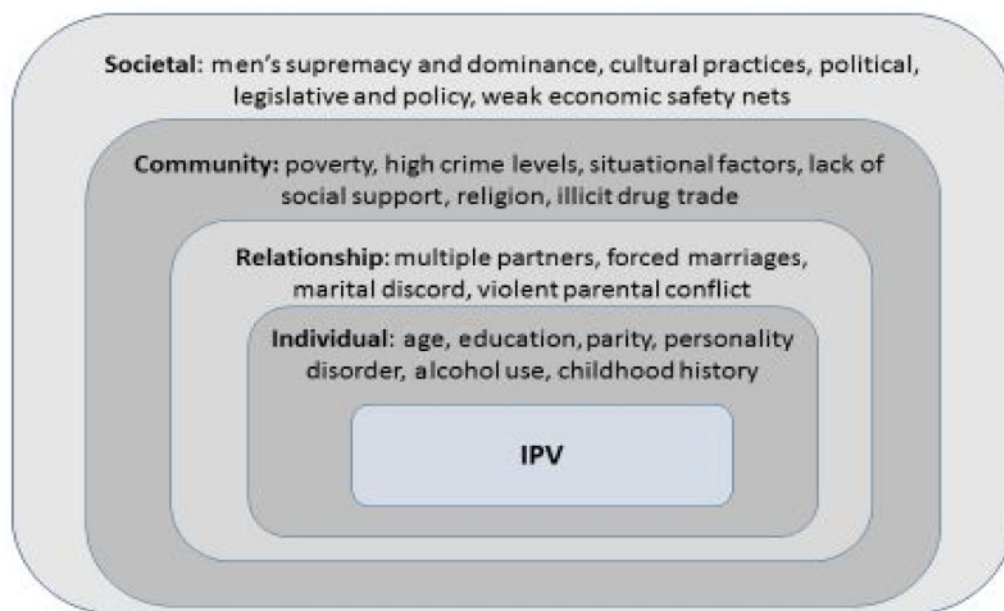 Societal: men's supremacy and dominance, cultural practices, political,
legislative and policy, weak economic safety nets
Community: poverty, high crime levels, situational factors, lack of
social support, religion, illicit drug trade
Relationship: multiple partners, forced marriages,
marital discord, violent parental conflict
Individual: age, education, parity, personality
disorder, alcohol use, childhood history
IPV